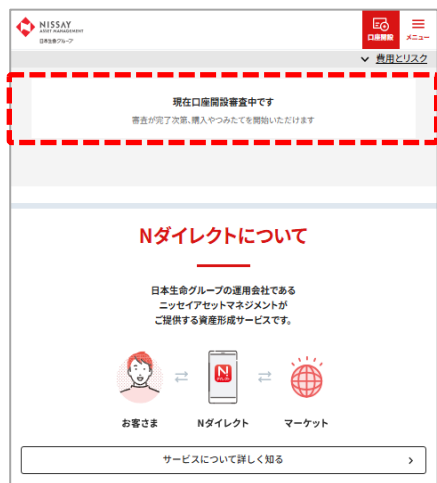 NISSAY
ASSET MANAGEMENT
日本生命グループ
口座開設
メニュー
費用とリスク
現在口座開設審査中です
審査が完了次第、購入やつみたてを開始いただけます
Nダイレクトについて
日本生命グループの運用会社である
ニッセイアセットマネジメントが
ご提供する資産形成サービスです。
N
お客さま
Nダイレクト
マーケット
サービスについて詳しく知る